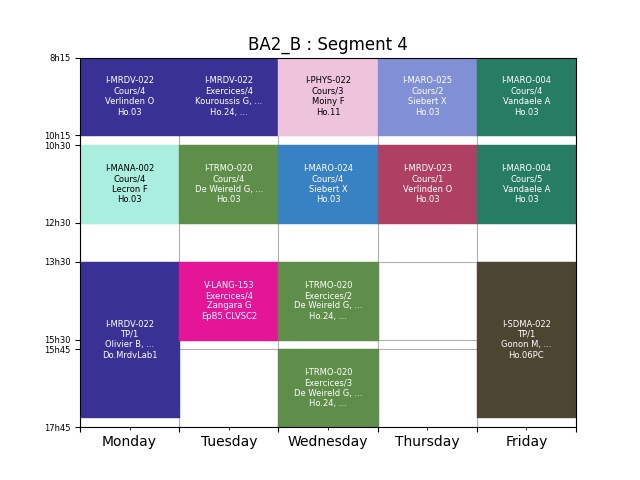 BA2_B : Segment 4
8h15
10h15
10h30
12h30
13h30
15h30
15h45
17h45
I-MRDV-022
Cours/4
Verlinden O
Ho.03
I-MRDV-022
Exercices/4
Kouroussis G, ...
Ho.24, ...
I-PHYS-022
Cours/3
Moiny F
Ho.11
I-MARO-025
Cours/2
Siebert X
Ho.03
I-MARO-004
Cours/4
Vandaele A
Ho.03
I-MANA-002
Cours/4
Lecron F
Ho.03
I-TRMO-020
Cours/4
De Weireld G, ...
Ho.03
I-MARO-024
Cours/4
Siebert X
Ho.03
I-MRDV-023
Cours/1
Verlinden O
Ho.03
I-MARO-004
Cours/5
Vandaele A
Ho.03
I-MRDV-022
TP/1
Olivier B, ...
Do.MrdvLab1
V-LANG-153
Exercices/4
Zangara G
EpB5.CLVSC2
I-TRMO-020
Exercices/2
De Weireld G, ...
Ho.24, ...
I-SDMA-022
TP/1
Gonon M, ...
Ho.06PC
I-TRMO-020
Exercices/3
De Weireld G, ...
Ho.24, ...
Monday
Tuesday
Wednesday
Thursday
Friday